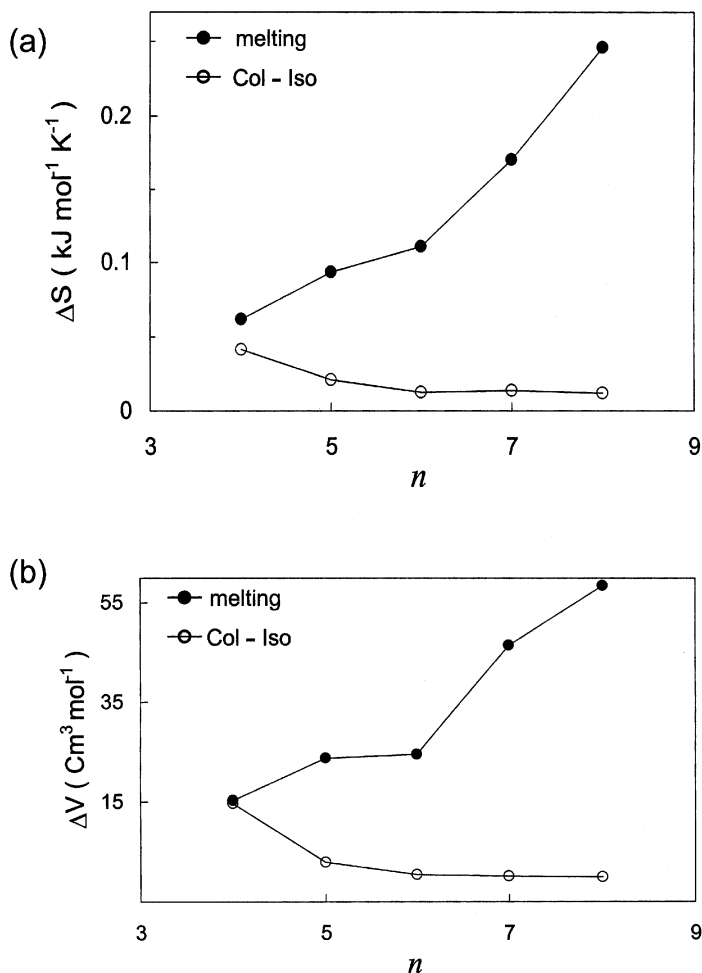 (a)
melting
Col – Iso
0.2
0.1
0
ΔS ( kJ mol⁻¹ K⁻¹ )
3 5 7 9
n
(b)
melting
Col – Iso
55
35
15
ΔV ( Cm³ mol⁻¹ )
3 5 7 9
n